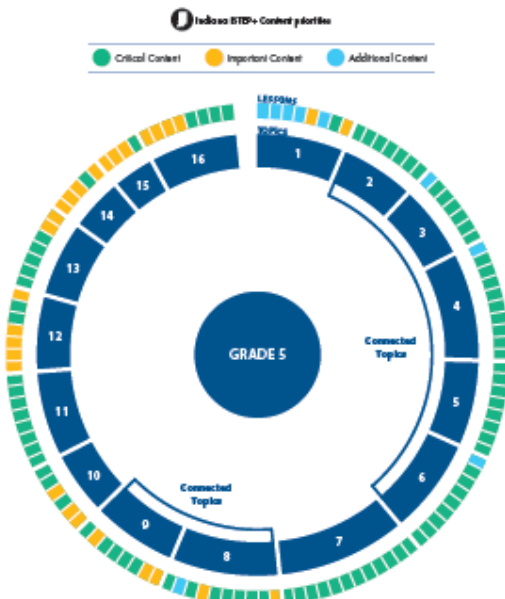 Indiana ISTEP+ Content priorities
Critical Content
Important Content
Additional Content
LESSONS
TOPICS
1
2
3
4
5
6
7
8
9
10
11
12
13
14
15
16
Connected
Topics
GRADE 5
Connected
Topics